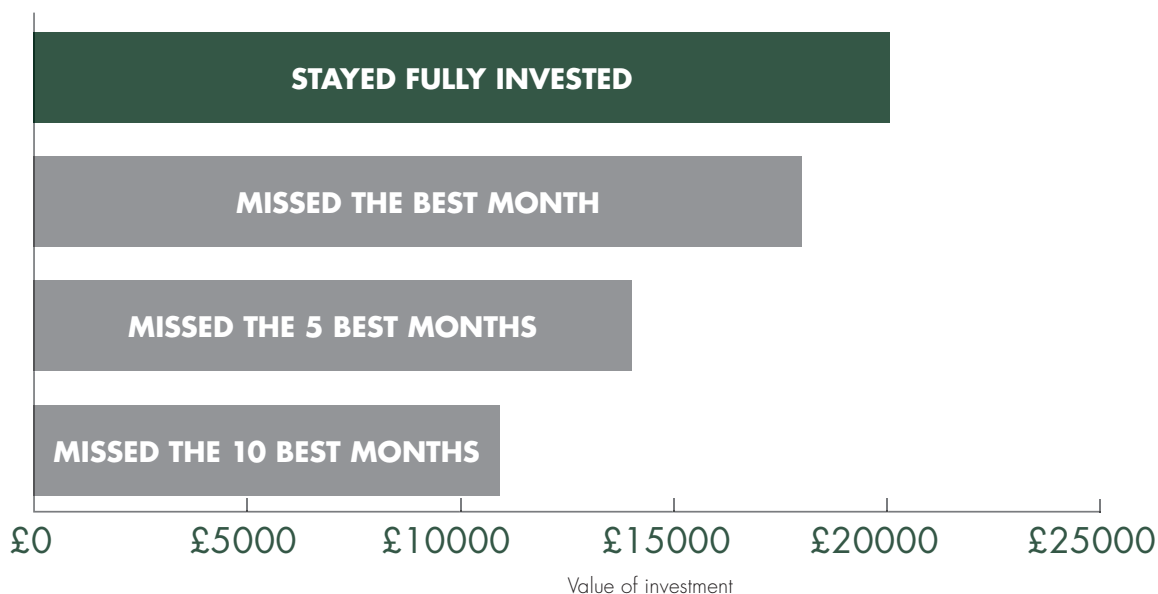 STAYED FULLY INVESTED
MISSED THE BEST MONTH
MISSED THE 5 BEST MONTHS
MISSED THE 10 BEST MONTHS
£0 £5000 £10000 £15000 £20000 £25000
Value of investment